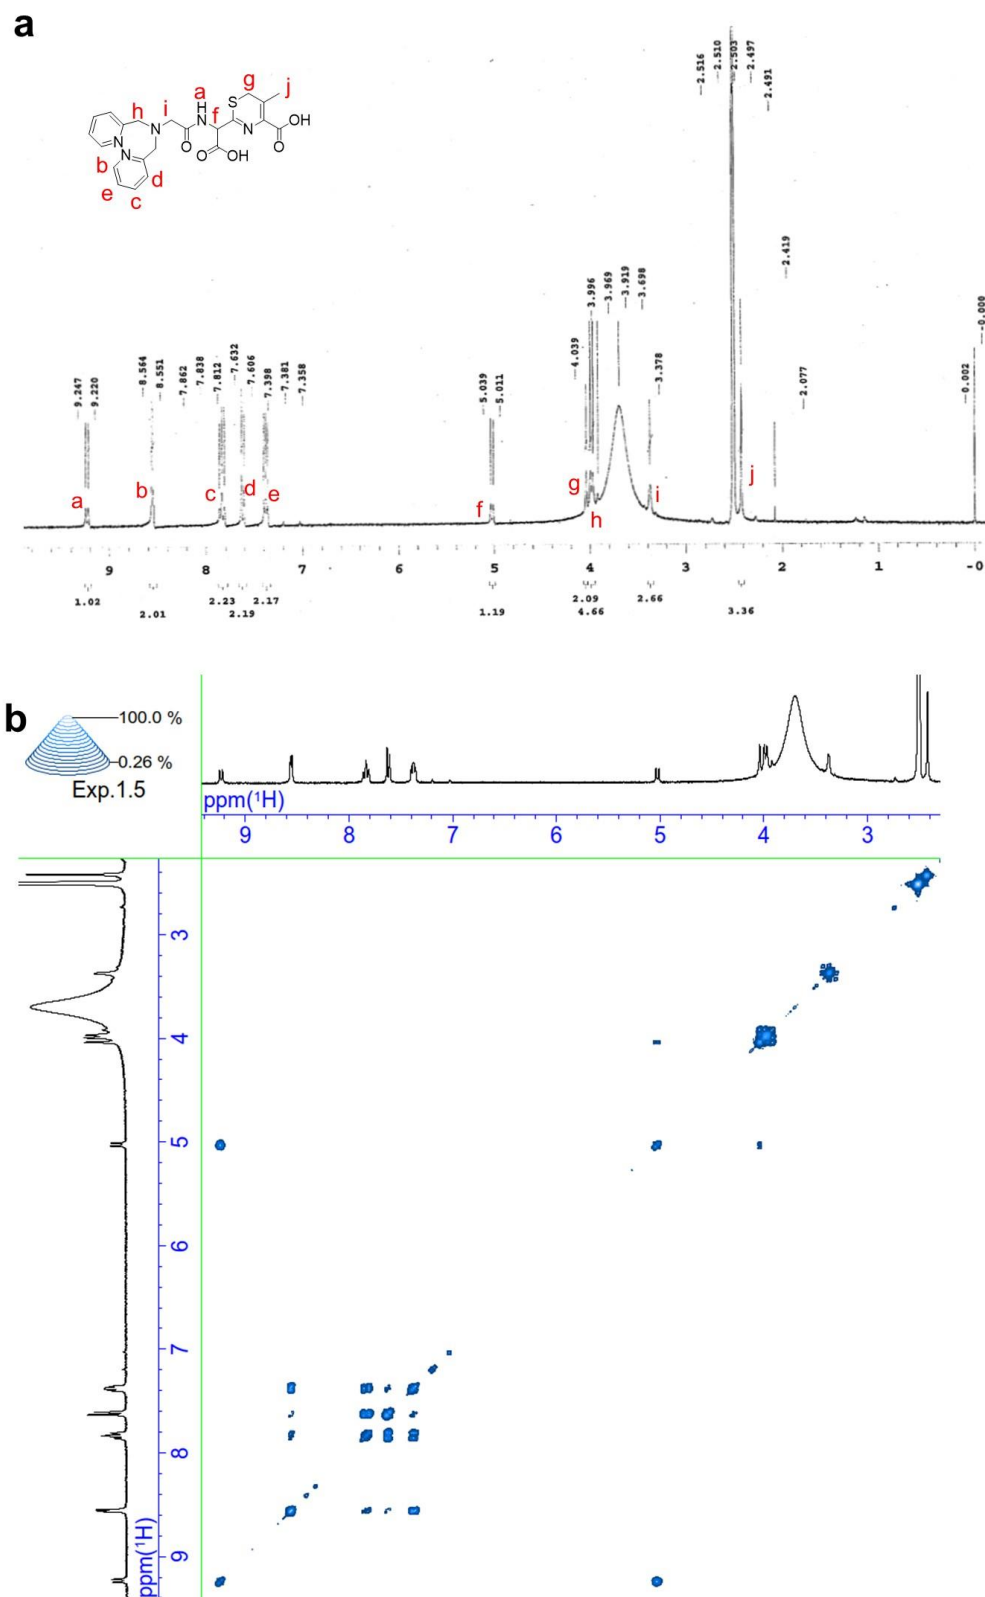 a
g
j
a
H
S
h
i
f
N
N
N
OH
O
O
N
N
O
OH
b
d
e
c
2.516
2.510
2.503
2.497
2.491
2.419
-0.000
3.996
3.969
3.919
3.698
4.039
3.378
2.077
-0.002
9.247
9.220
8.564
8.551
7.862
7.838
7.812
7.632
7.606
7.398
7.381
7.358
5.039
5.011
a
b
c
d
e
f
g
h
i
j
9 8 7 6 5 4 3 2 1 -0
1.02 2.23 2.17 1.19 2.09 2.66 3.36
2.01 2.19 4.66
b
100.0 %
0.26 %
Exp.1.5
ppm(¹H)
9 8 7 6 5 4 3
3
4
5
6
7
8
9
ppm(¹H)